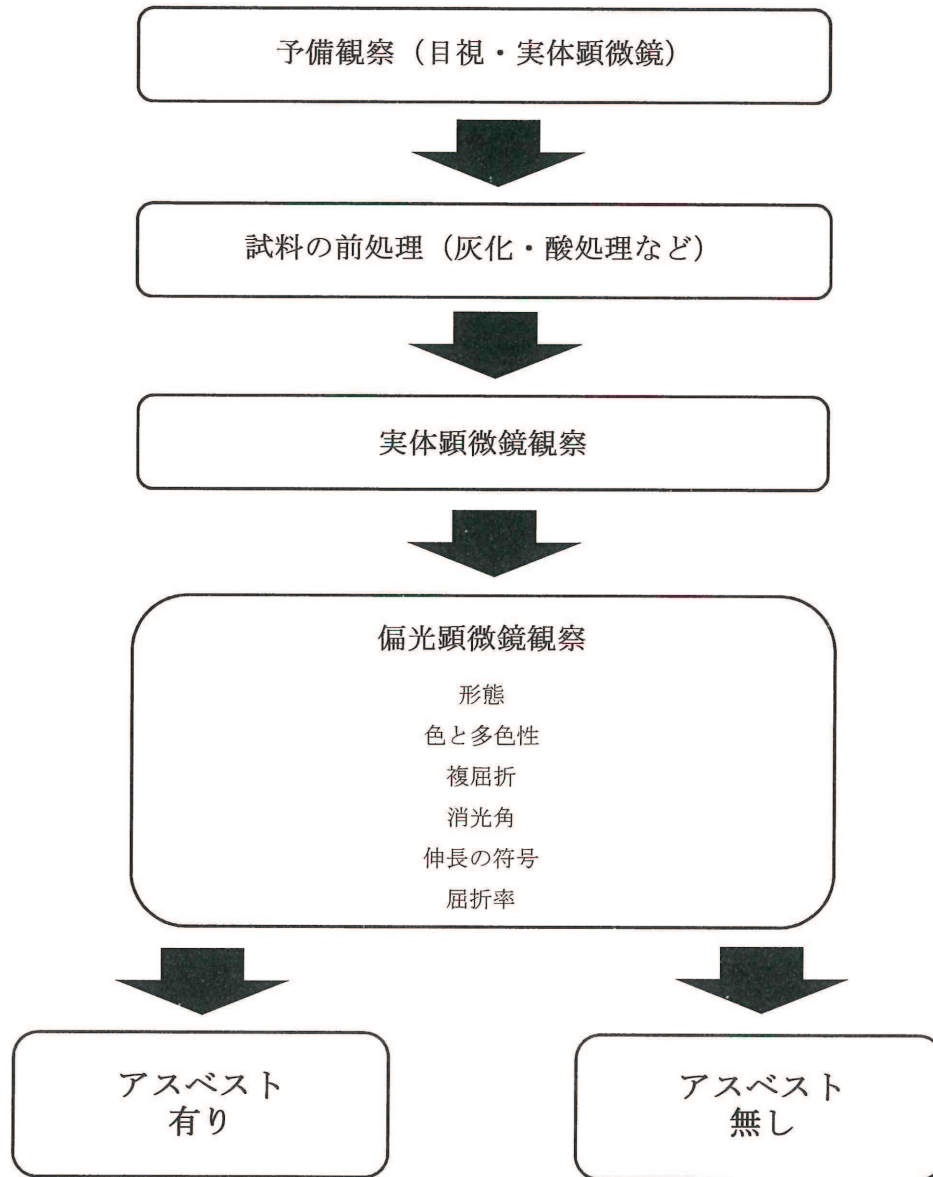 予備観察（目視・実体顕微鏡）
試料の前処理（灰化・酸処理など）
実体顕微鏡観察
偏光顕微鏡観察
形態
色と多色性
複屈折
消光角
伸長の符号
屈折率
アスベスト
有り
アスベスト
無し